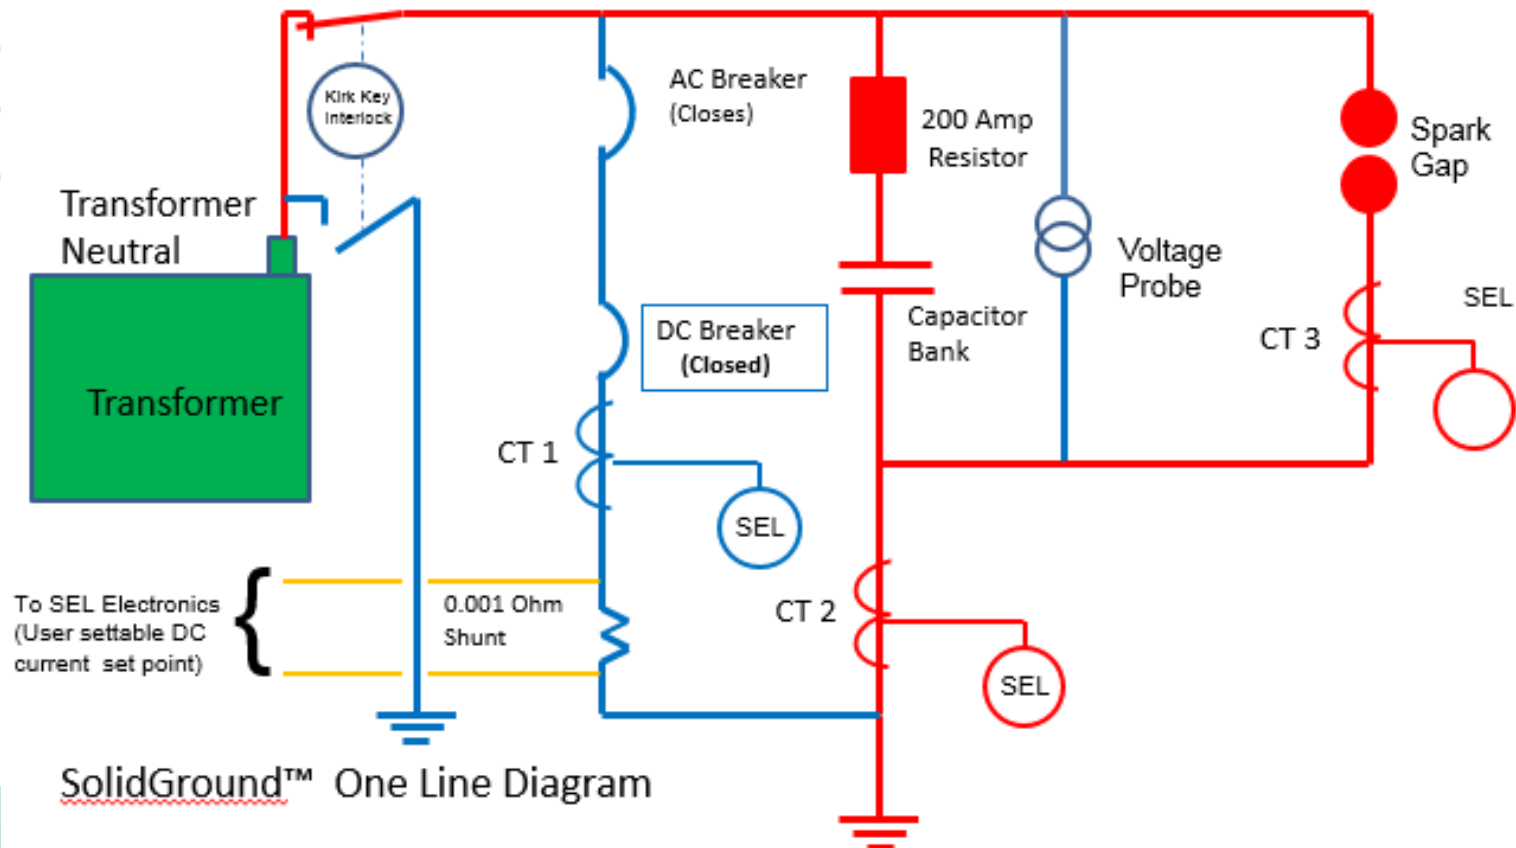 Kirk Key
Interlock
AC Breaker
(Closes)
200 Amp
Resistor
Spark
Gap
Transformer
Neutral
Voltage
Probe
SEL
Capacitor
Bank
DC Breaker
(Closed)
CT 3
Transformer
CT 1
SEL
To SEL Electronics
(User settable DC
current set point)
{
0.001 Ohm
Shunt
CT 2
SEL
SolidGround™ One Line Diagram